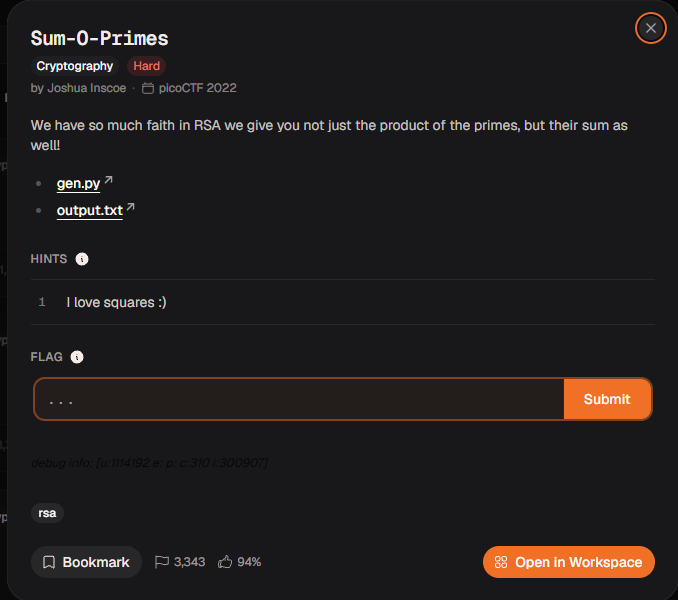 Sum-O-Primes
Cryptography Hard
by Joshua Inscoe · picoCTF 2022
We have so much faith in RSA we give you not just the product of the primes, but their sum as
well!
gen.py
output.txt
HINTS
1 I love squares :)
FLAG
... Submit
debug info: [u:1114192 e: p: c:310 i:300907]
rsa
Bookmark 3,343 94% Open in Workspace